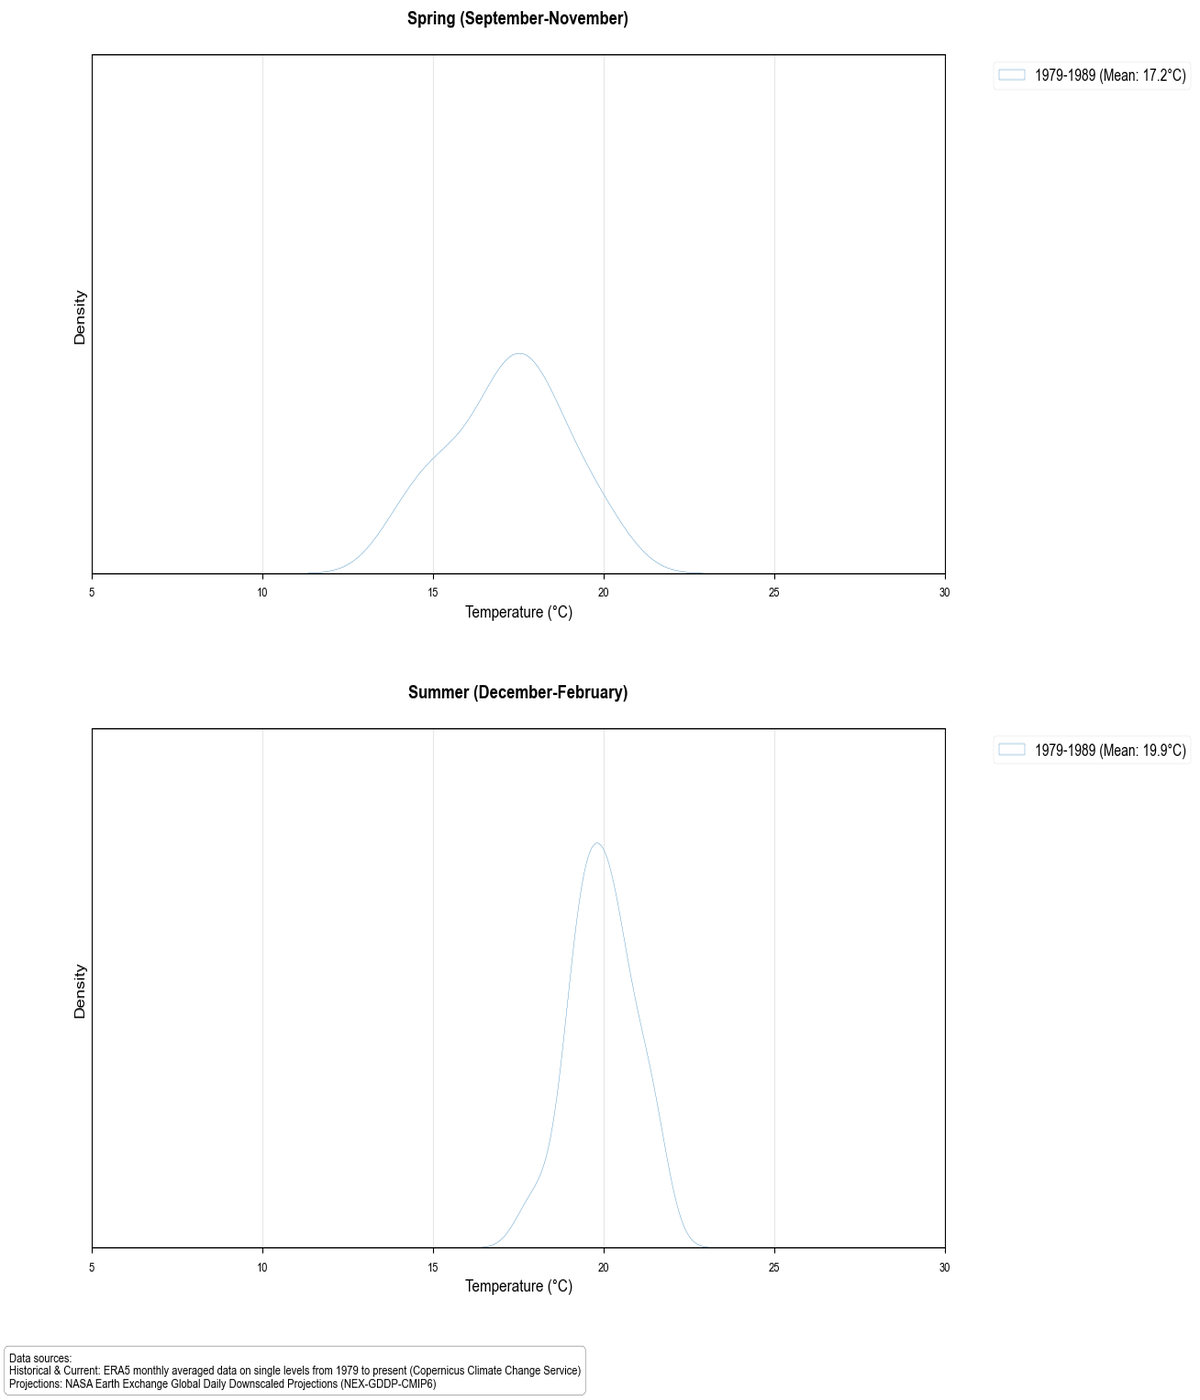 Spring (September-November)
1979-1989 (Mean: 17.2°C)
Density
5 10 15 20 25 30
Temperature (°C)
Summer (December-February)
1979-1989 (Mean: 19.9°C)
Density
5 10 15 20 25 30
Temperature (°C)
Data sources:
Historical & Current: ERA5 monthly averaged data on single levels from 1979 to present (Copernicus Climate Change Service)
Projections: NASA Earth Exchange Global Daily Downscaled Projections (NEX-GDDP-CMIP6)